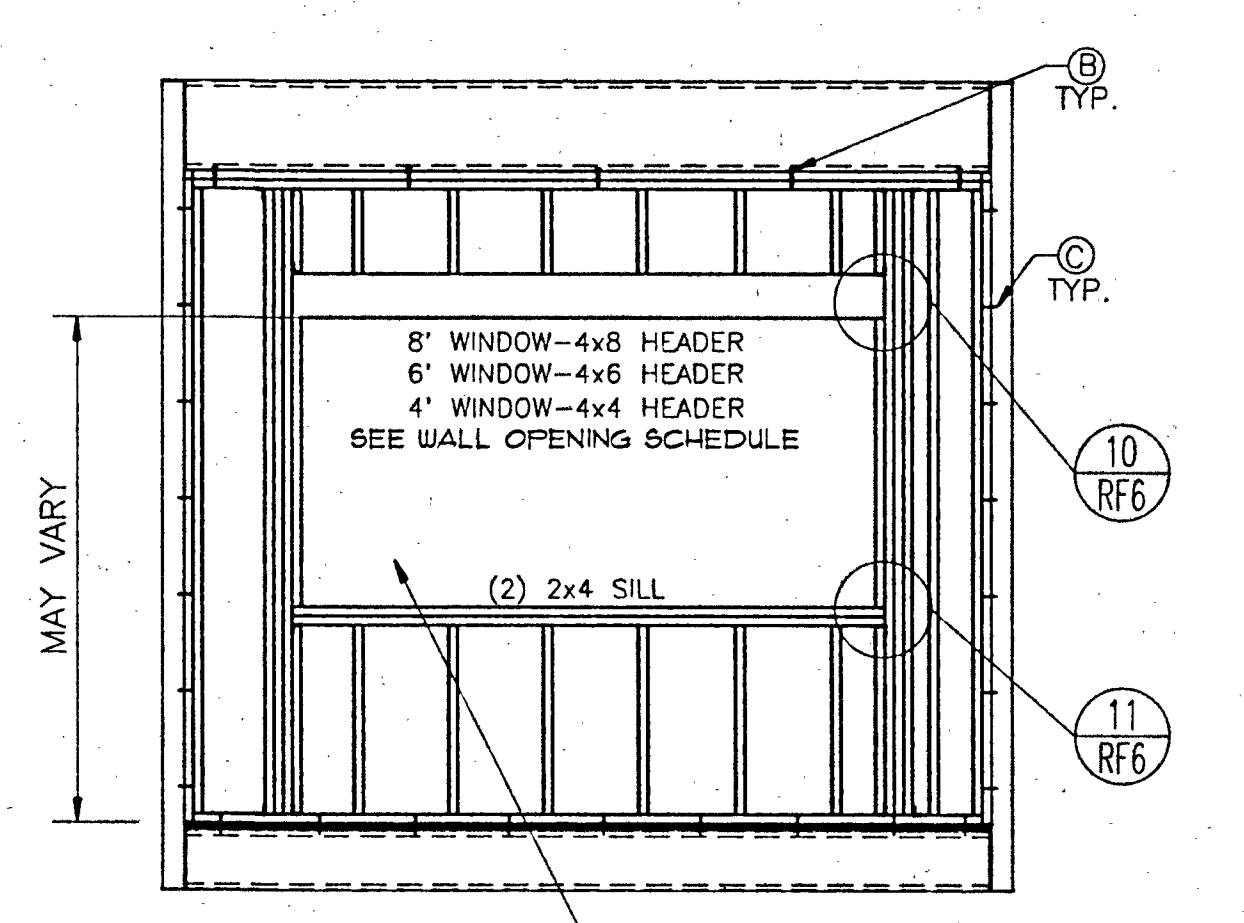 B
TYP.
C
TYP.
8' WINDOW-4x8 HEADER
6' WINDOW-4x6 HEADER
4' WINDOW-4x4 HEADER
SEE WALL OPENING SCHEDULE
10
RF6
MAY VARY
(2) 2x4 SILL
11
RF6